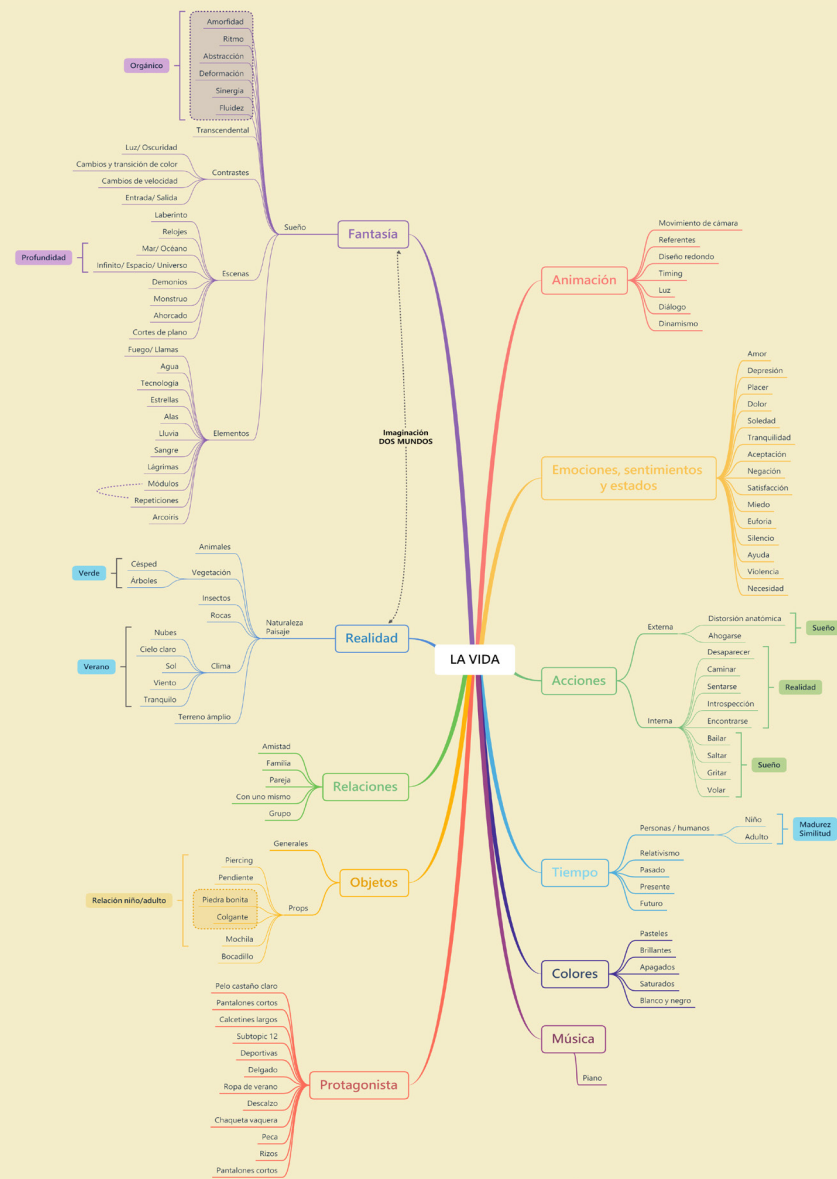 LA VIDA
Fantasía
Sueño
Orgánico
Amorfidad
Ritmo
Abstracción
Deformación
Sinergia
Fluidez
Transcendental
Contrastes
Luz/ Oscuridad
Cambios y transición de color
Cambios de velocidad
Entrada/ Salida
Escenas
Profundidad
Laberinto
Relojes
Mar/ Océano
Infinito/ Espacio/ Universo
Demonios
Monstruo
Ahorcado
Cortes de plano
Elementos
Fuego/ Llamas
Agua
Tecnología
Estrellas
Alas
Lluvia
Sangre
Lágrimas
Módulos
Repeticiones
Arcoiris
Imaginación
DOS MUNDOS
Realidad
Naturaleza
Paisaje
Animales
Vegetación
Verde
Césped
Árboles
Insectos
Rocas
Clima
Verano
Nubes
Cielo claro
Sol
Viento
Tranquilo
Terreno ámplio
Relaciones
Amistad
Familia
Pareja
Con uno mismo
Grupo
Objetos
Generales
Props
Relación niño/adulto
Piercing
Pendiente
Piedra bonita
Colgante
Mochila
Bocadillo
Protagonista
Pelo castaño claro
Pantalones cortos
Calcetines largos
Subtopic 12
Deportivas
Delgado
Ropa de verano
Descalzo
Chaqueta vaquera
Peca
Rizos
Pantalones cortos
Animación
Movimiento de cámara
Referentes
Diseño redondo
Timing
Luz
Diálogo
Dinamismo
Emociones, sentimientos
y estados
Amor
Depresión
Placer
Dolor
Soledad
Tranquilidad
Aceptación
Negación
Satisfacción
Miedo
Euforia
Silencio
Ayuda
Violencia
Necesidad
Acciones
Externa
Distorsión anatómica
Ahogarse
Sueño
Interna
Desaparecer
Caminar
Sentarse
Introspección
Encontrarse
Realidad
Bailar
Saltar
Gritar
Volar
Sueño
Tiempo
Personas / humanos
Niño
Adulto
Madurez
Similitud
Relativismo
Pasado
Presente
Futuro
Colores
Pasteles
Brillantes
Apagados
Saturados
Blanco y negro
Música
Piano